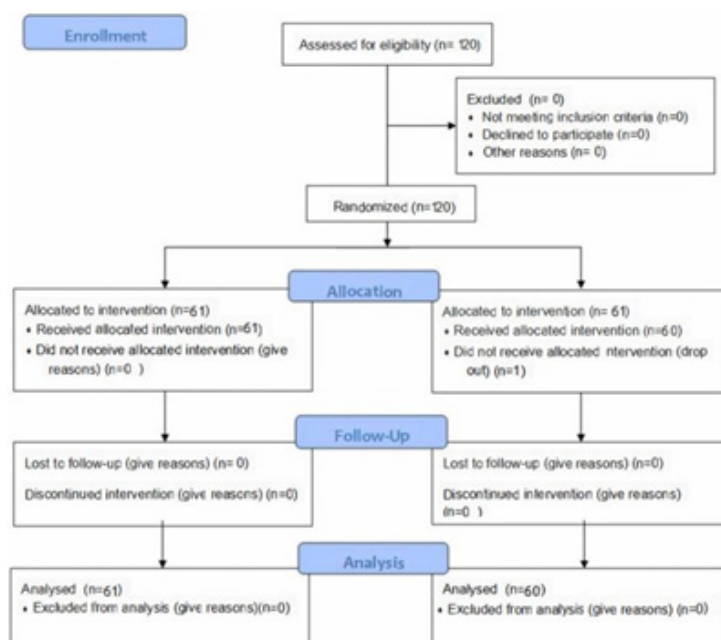 Enrollment
Assessed for eligibility (n= 120)
Excluded (n= 0)
• Not meeting inclusion criteria (n=0)
• Declined to participate (n=0)
• Other reasons (n= 0)
Randomized (n=120)
Allocation
Allocated to intervention (n=61)
• Received allocated intervention (n=61)
• Did not receive allocated intervention (give
reasons) (n=0 )
Allocated to intervention (n= 61)
• Received allocated intervention (n=60)
• Did not receive allocated ntervention (drop
out) (n=1)
Follow-Up
Lost to follow-up (give reasons) (n= 0)
Discontinued intervention (give reasons) (n=0)
Lost to follow-up (give reasons) (n=0)
Discontinued intervention (give reasons)
(n=0 )
Analysis
Analysed (n=61)
• Excluded from analysis (give reasons)(n=0)
Analysed (n=60)
• Excluded from analysis (give reasons) (n=0)